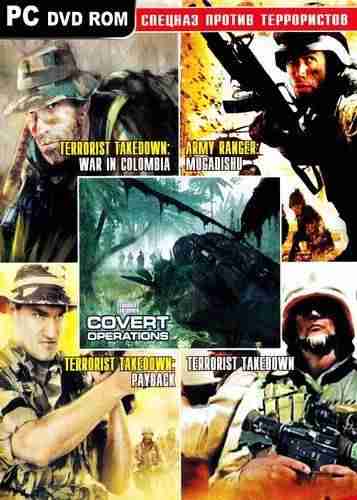 PC DVD ROM
СПЕЦНАЗ ПРОТИВ ТЕРРОРИСТОВ
TERRORIST TAKEDOWN:
WAR IN COLOMBIA
ARMY RANGER:
MOGADISHU
COVERT
OPERATIONS
TERRORIST TAKEDOWN:
PAYBACK
TERRORIST TAKEDOWN